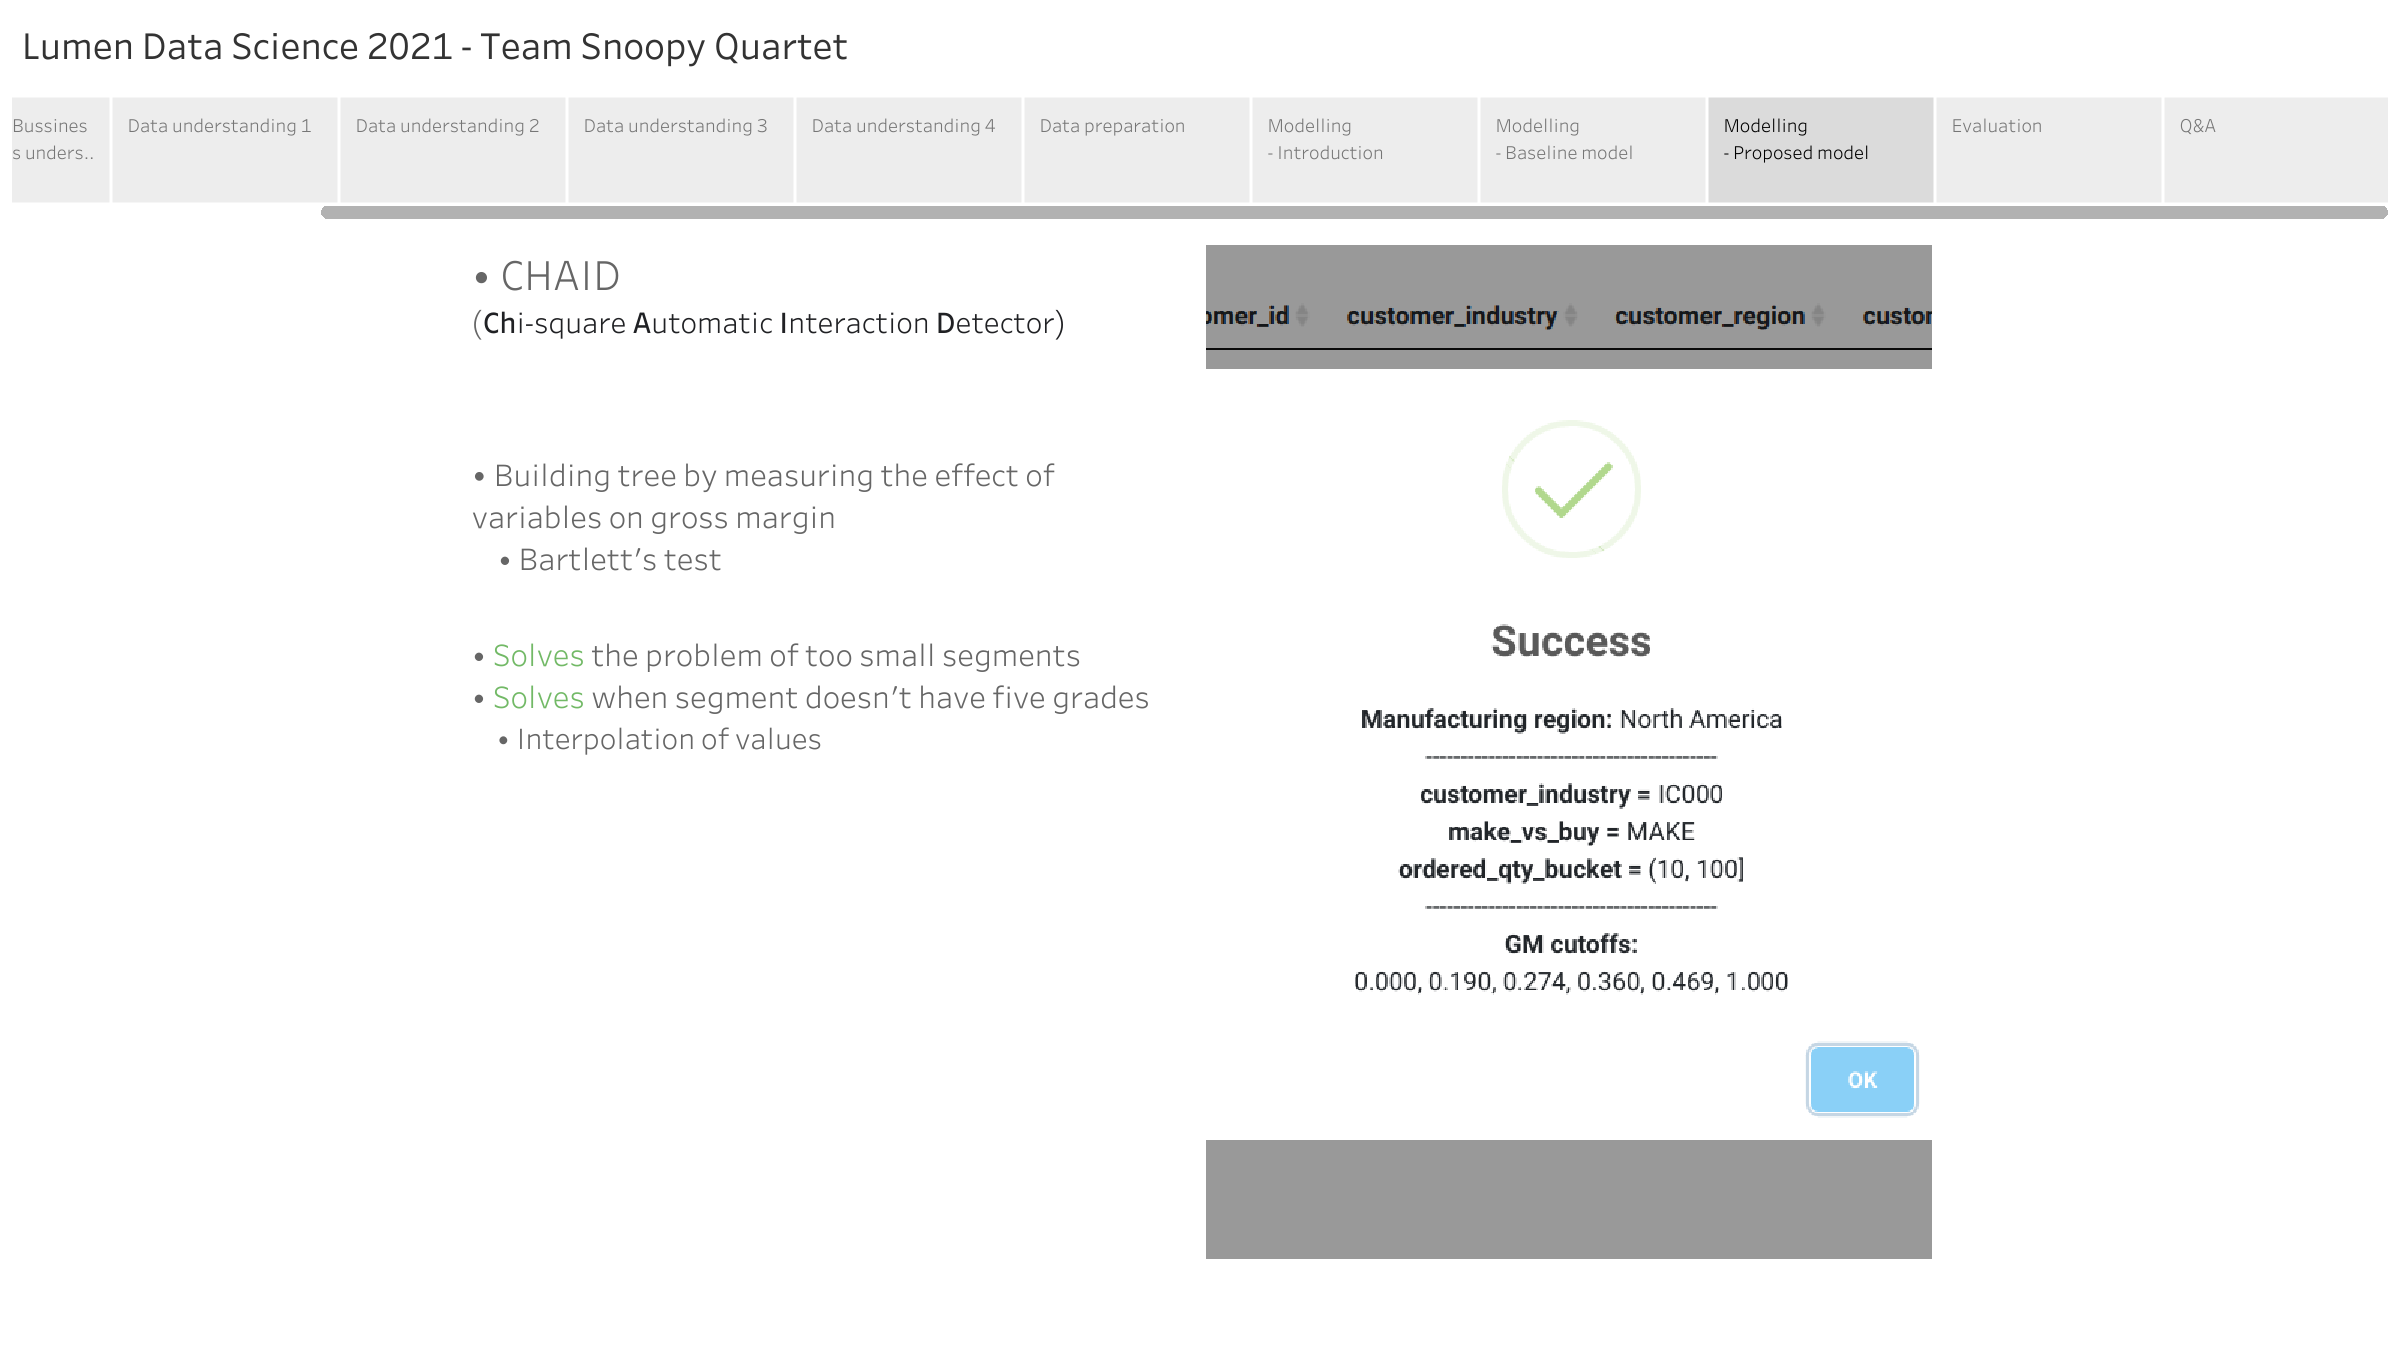 Lumen Data Science 2021 - Team Snoopy Quartet
Bussines
s unders..
Data understanding 1
Data understanding 2
Data understanding 3
Data understanding 4
Data preparation
Modelling
- Introduction
Modelling
- Baseline model
Modelling
- Proposed model
Evaluation
Q&A
• CHAID
(Chi-square Automatic Interaction Detector)
• Building tree by measuring the effect of
variables on gross margin
• Bartlett’s test
• Solves the problem of too small segments
• Solves when segment doesn’t have five grades
• Interpolation of values
omer_id customer_industry customer_region custor
Success
Manufacturing region: North America
----------------------------------------
customer_industry = IC000
make_vs_buy = MAKE
ordered_qty_bucket = (10, 100]
----------------------------------------
GM cutoffs:
0.000, 0.190, 0.274, 0.360, 0.469, 1.000
OK